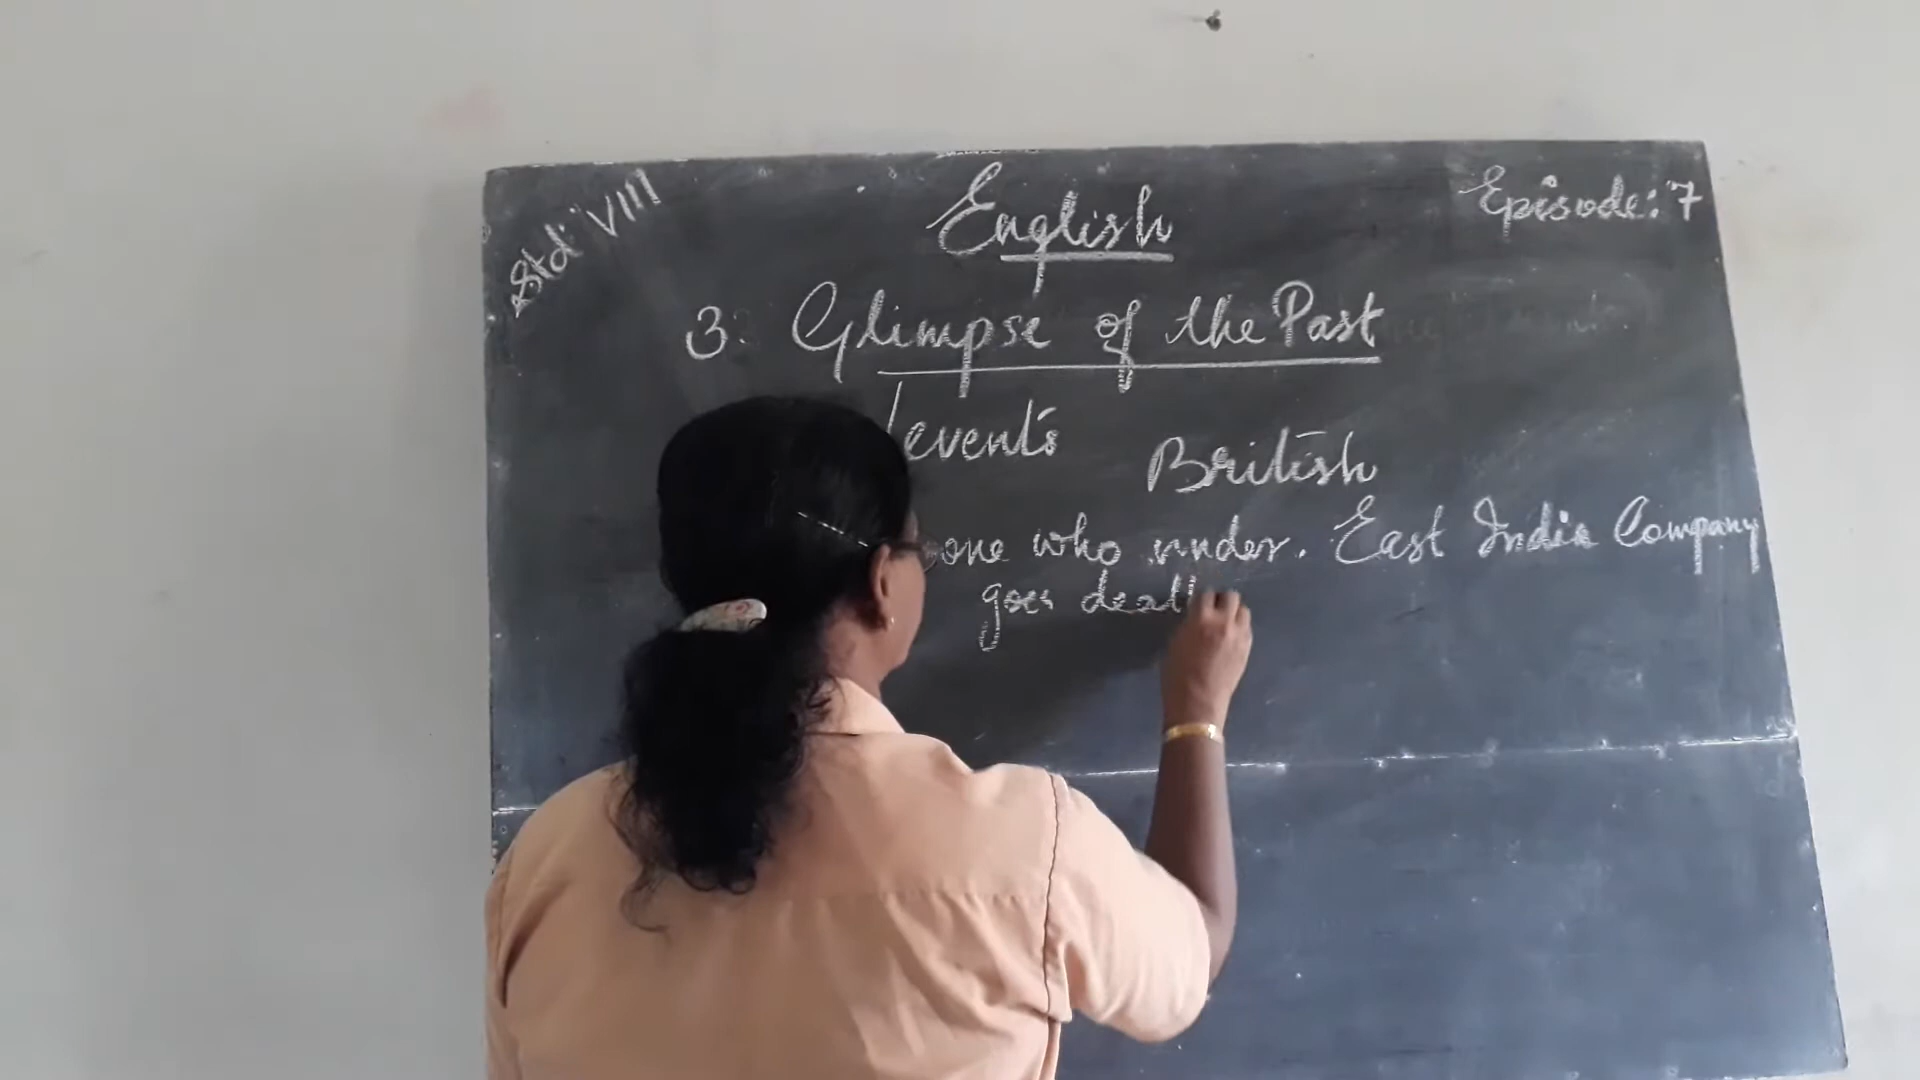 Std: VIII
English
Episode: 7
3. Glimpse of the Past
events
British
one who under. East India Company
goes death